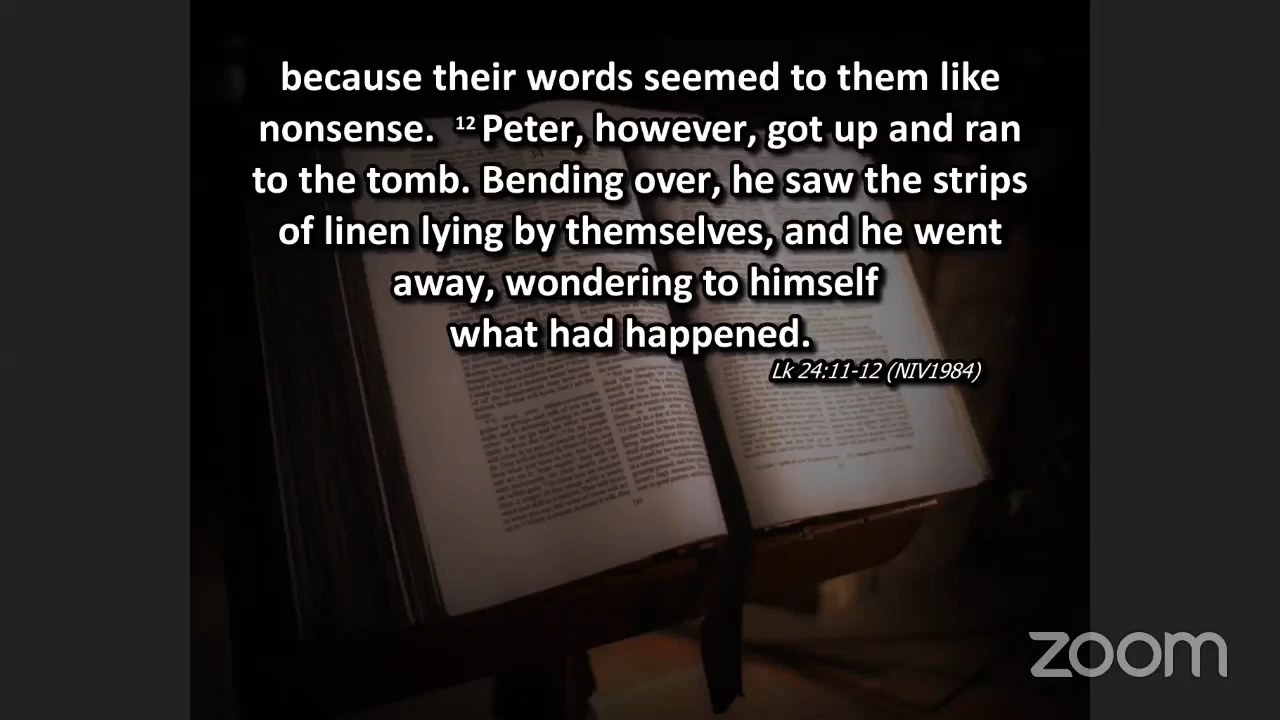 because their words seemed to them like
nonsense. 12 Peter, however, got up and ran
to the tomb. Bending over, he saw the strips
of linen lying by themselves, and he went
away, wondering to himself
what had happened.
Lk 24:11-12 (NIV1984)
zoom